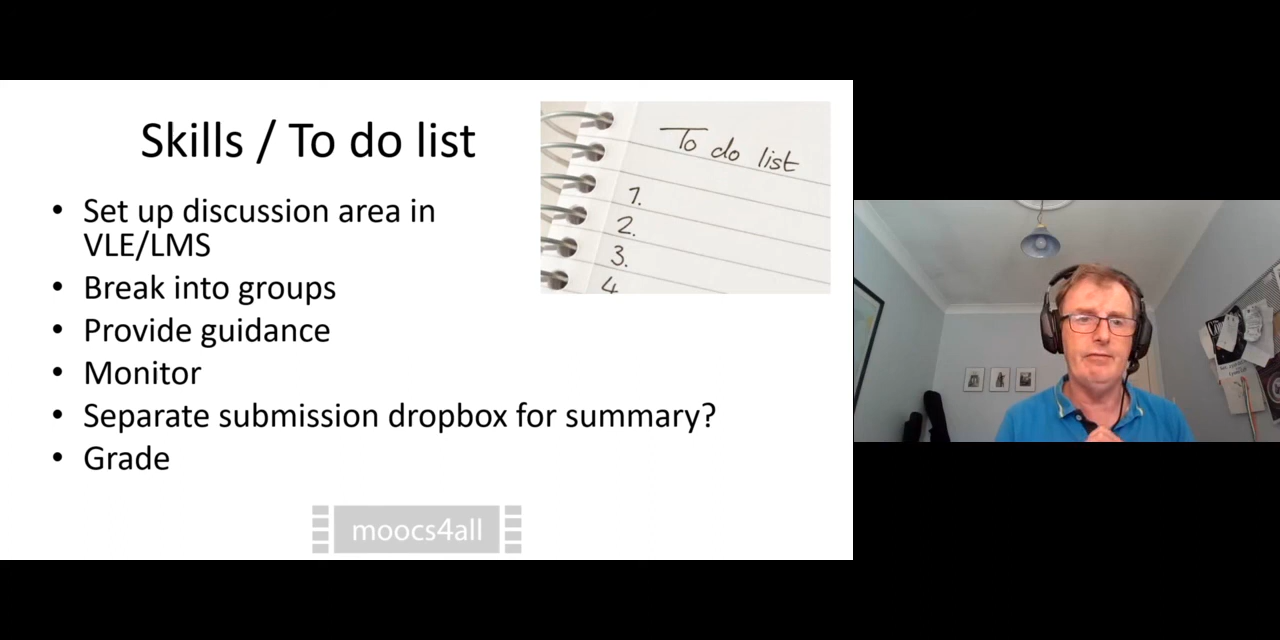 Skills / To do list
To do list
1.
2.
3.
4
• Set up discussion area in
VLE/LMS
• Break into groups
• Provide guidance
• Monitor
• Separate submission dropbox for summary?
• Grade
moocs4all